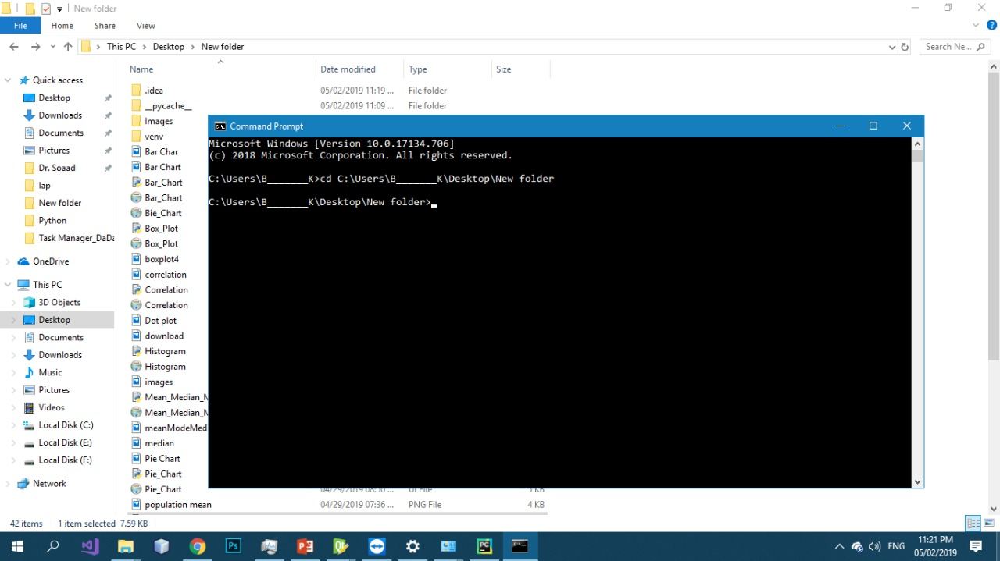 New folder
File Home Share View
This PC Desktop New folder
Search Ne...
Name Date modified Type Size
Quick access
Desktop
Downloads
Documents
Pictures
Dr. Soaad
lap
New folder
Python
Task Manager_DaDa
OneDrive
This PC
3D Objects
Desktop
Documents
Downloads
Music
Pictures
Videos
Local Disk (C:)
Local Disk (E:)
Local Disk (F:)
Network
.idea 05/02/2019 11:19 ... File folder
__pycache__ 05/02/2019 11:09 ... File folder
Images
venv
Bar Char
Bar Chart
Bar_Chart
Bar_Chart
Bie_Chart
Box_Plot
Box_Plot
boxplot4
correlation
Correlation
Correlation
Dot plot
download
Histogram
Histogram
images
Mean_Median_M
Mean_Median_M
meanModeMed
median
Pie Chart
Pie_Chart
Pie_Chart 04/29/2019 08:50 ... UI File 5 KB
population mean 04/29/2019 07:36 ... PNG File 4 KB
Command Prompt
Microsoft Windows [Version 10.0.17134.706]
(c) 2018 Microsoft Corporation. All rights reserved.
C:\Users\B_______K>cd C:\Users\B_______K\Desktop\New folder
C:\Users\B_______K\Desktop\New folder>
42 items 1 item selected 7.59 KB
Ps
ENG
11:21 PM
05/02/2019